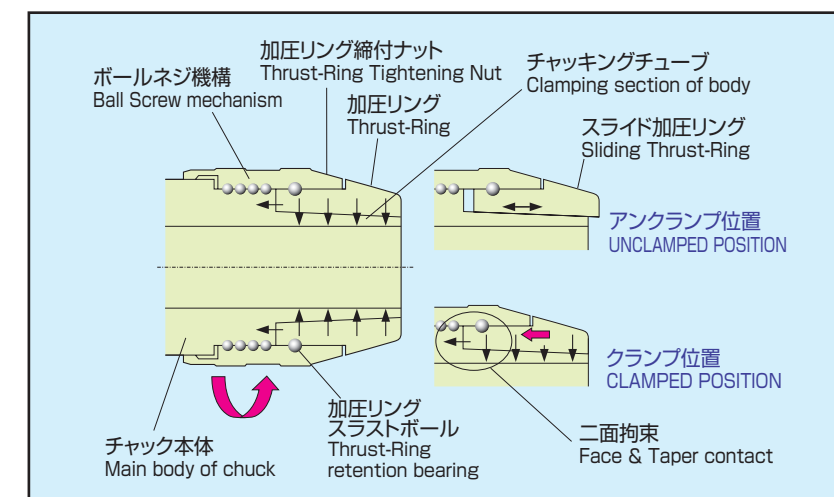 加圧リング締付ナット
Thrust-Ring Tightening Nut
チャッキングチューブ
Clamping section of body
ボールネジ機構
Ball Screw mechanism
加圧リング
Thrust-Ring
スライド加圧リング
Sliding Thrust-Ring
アンクランプ位置
UNCLAMPED POSITION
クランプ位置
CLAMPED POSITION
チャック本体
Main body of chuck
加圧リング
スラストボール
Thrust-Ring
retention bearing
二面拘束
Face & Taper contact